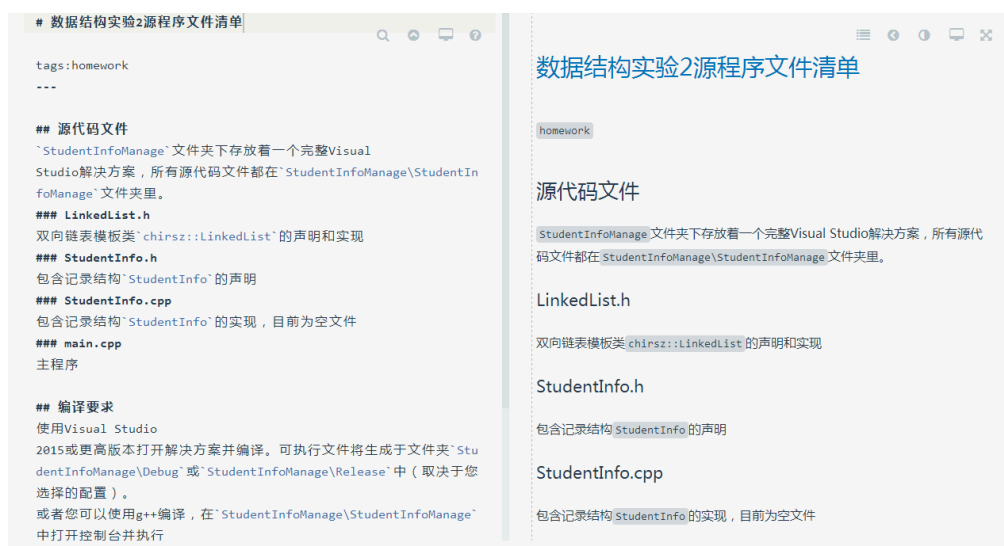 # 数据结构实验2源程序文件清单
tags:homework
---
## 源代码文件
`StudentInfoManage`文件夹下存放着一个完整Visual
Studio解决方案，所有源代码文件都在`StudentInfoManage\StudentIn
foManage`文件夹里。
### LinkedList.h
双向链表模板类`chirsz::LinkedList`的声明和实现
### StudentInfo.h
包含记录结构`StudentInfo`的声明
### StudentInfo.cpp
包含记录结构`StudentInfo`的实现，目前为空文件
### main.cpp
主程序
## 编译要求
使用Visual Studio
2015或更高版本打开解决方案并编译。可执行文件将生成于文件夹`Stu
dentInfoManage\Debug`或`StudentInfoManage\Release`中（取决于您
选择的配置）。
或者您可以使用g++编译，在`StudentInfoManage\StudentInfoManage`
中打开控制台并执行
数据结构实验2源程序文件清单
homework
源代码文件
StudentInfoManage文件夹下存放着一个完整Visual Studio解决方案，所有源代
码文件都在StudentInfoManage\StudentInfoManage文件夹里。
LinkedList.h
双向链表模板类chirsz::LinkedList的声明和实现
StudentInfo.h
包含记录结构StudentInfo的声明
StudentInfo.cpp
包含记录结构StudentInfo的实现，目前为空文件